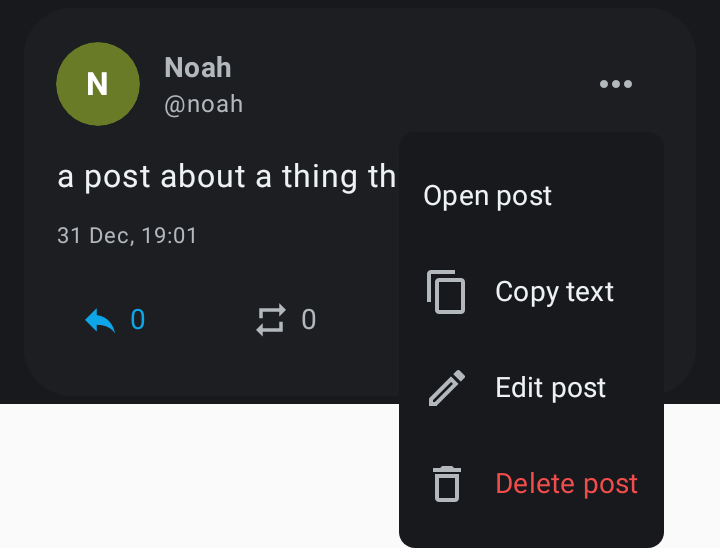 N
Noah
@noah
a post about a thing th
31 Dec, 19:01
0
0
Open post
Copy text
Edit post
Delete post